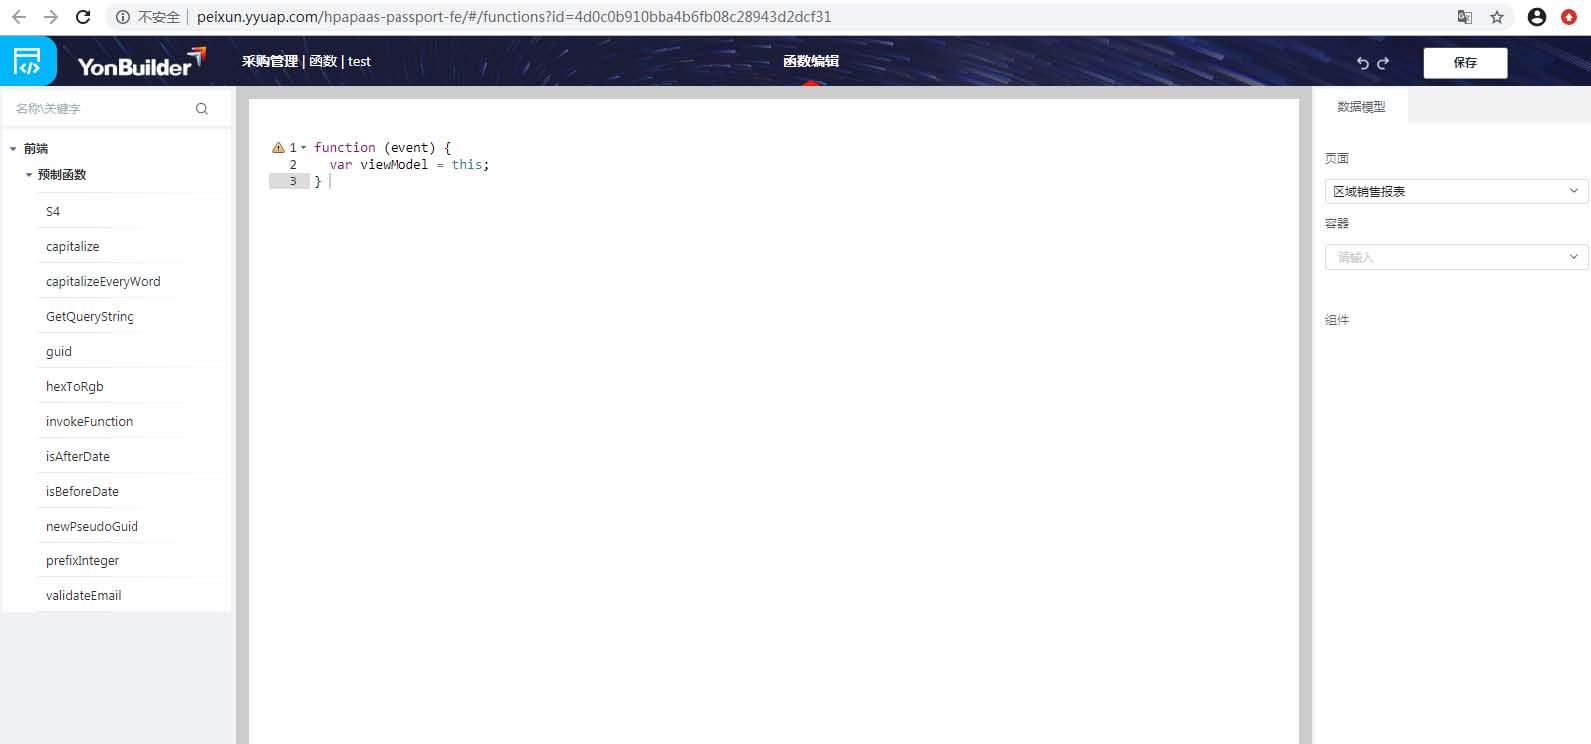 不安全 peixun.yyuap.com/hpapaas-passport-fe/#/functions?id=4d0c0b910bba4b6fb08c28943d2dcf31
YonBuilder 采购管理 | 函数 | test 函数编辑 保存
名称\关键字
前端
预制函数
S4
capitalize
capitalizeEveryWord
GetQueryString
guid
hexToRgb
invokeFunction
isAfterDate
isBeforeDate
newPseudoGuid
prefixInteger
validateEmail
1 function (event) {
2 var viewModel = this;
3 }
数据模型
页面
区域销售报表
容器
请输入
组件